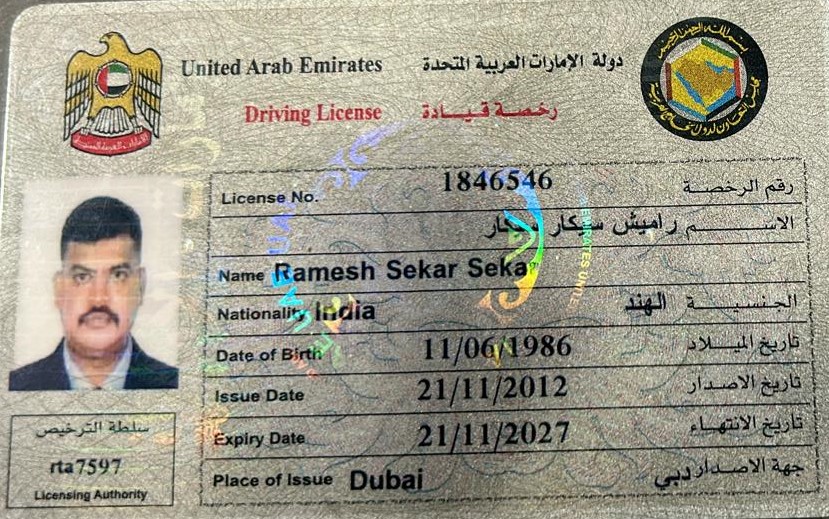 United Arab Emirates دولة الإمارات العربية المتحدة
Driving License رخصة قيادة
License No. 1846546 رقم الرخصة
الاسم راميش سيكار سيكار
Name Ramesh Sekar Sekar
Nationality India الجنسية الهند
Date of Birth 11/06/1986 تاريخ الميلاد
Issue Date 21/11/2012 تاريخ الاصدار
Expiry Date 21/11/2027 تاريخ الانتهاء
Place of Issue Dubai جهة الاصدار دبي
سلطة الترخيص
rta7597
Licensing Authority